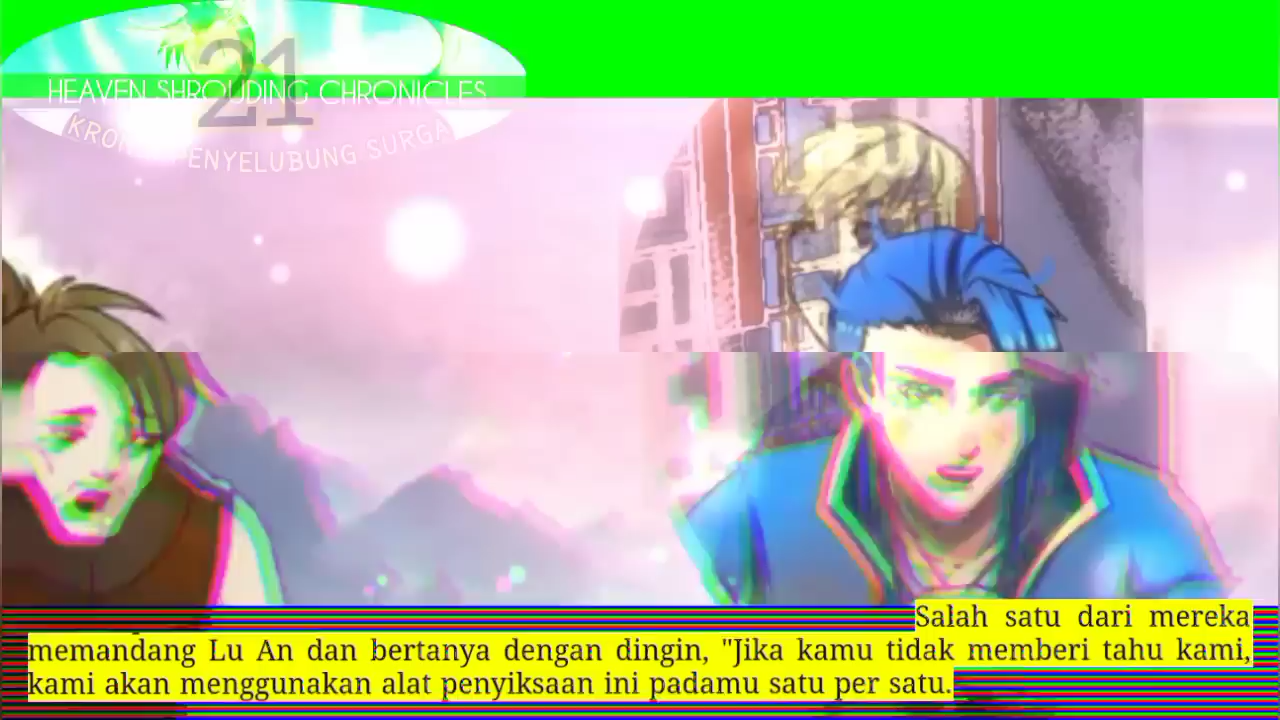 21
HEAVEN SHROUDING CHRONICLES
PENYELUBUNG SURGA
Salah satu dari mereka
memandang Lu An dan bertanya dengan dingin, "Jika kamu tidak memberi tahu kami,
kami akan menggunakan alat penyiksaan ini padamu satu per satu.